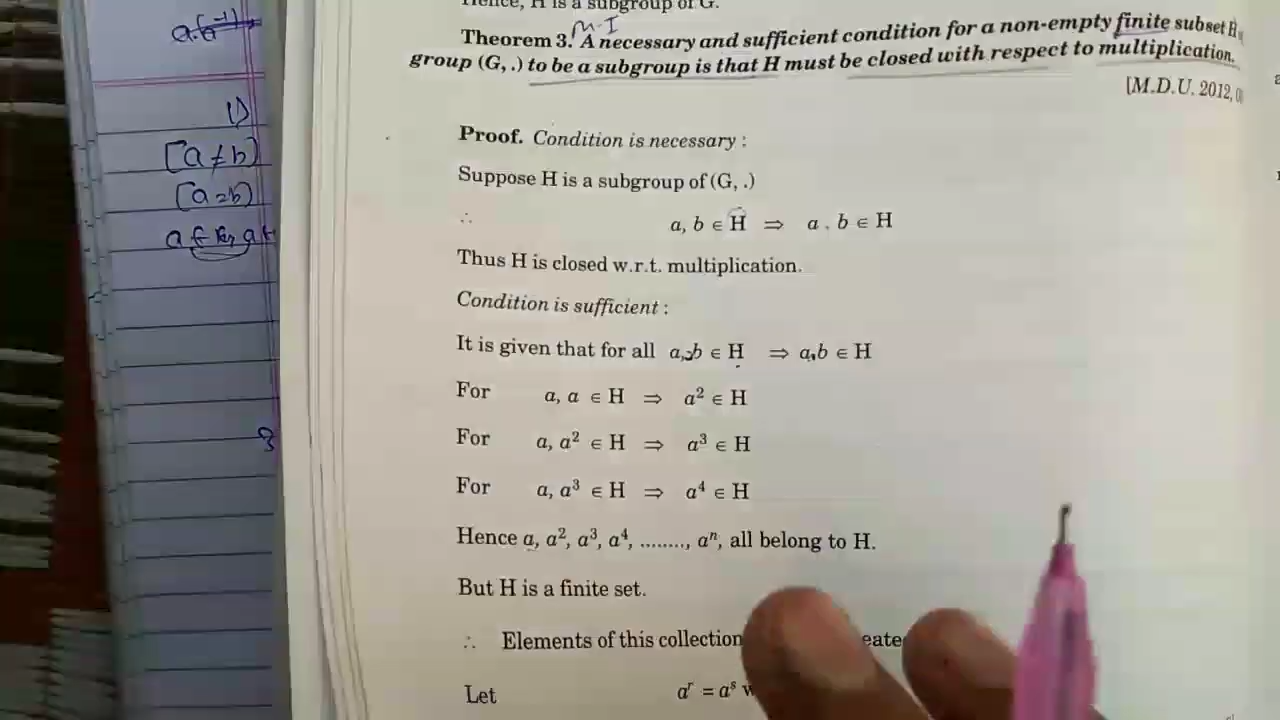 Hence, H is a subgroup of G.
M-I
Theorem 3. A necessary and sufficient condition for a non-empty finite subset H
group (G, .) to be a subgroup is that H must be closed with respect to multiplication.
[M.D.U. 2012, 0
Proof. Condition is necessary :
Suppose H is a subgroup of (G, .)
∴ a, b ∈ H ⇒ a . b ∈ H
Thus H is closed w.r.t. multiplication.
Condition is sufficient :
It is given that for all a, b ∈ H ⇒ a.b ∈ H
For a, a ∈ H ⇒ a² ∈ H
For a, a² ∈ H ⇒ a³ ∈ H
For a, a³ ∈ H ⇒ a⁴ ∈ H
Hence a, a², a³, a⁴, ........, aⁿ, all belong to H.
But H is a finite set.
∴ Elements of this collection
Let aʳ = aˢ w
1)
[a ≠ b]
[a=b]